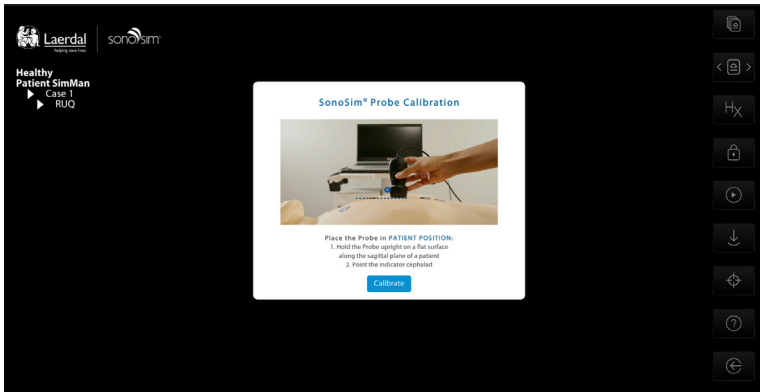 Laerdal
helping save lives
sonosim
Healthy
Patient SimMan
Case 1
RUQ
SonoSim® Probe Calibration
Place the Probe in PATIENT POSITION:
1. Hold the Probe upright on a flat surface
along the sagittal plane of a patient
2. Point the indicator cephalad
Calibrate
HX
?